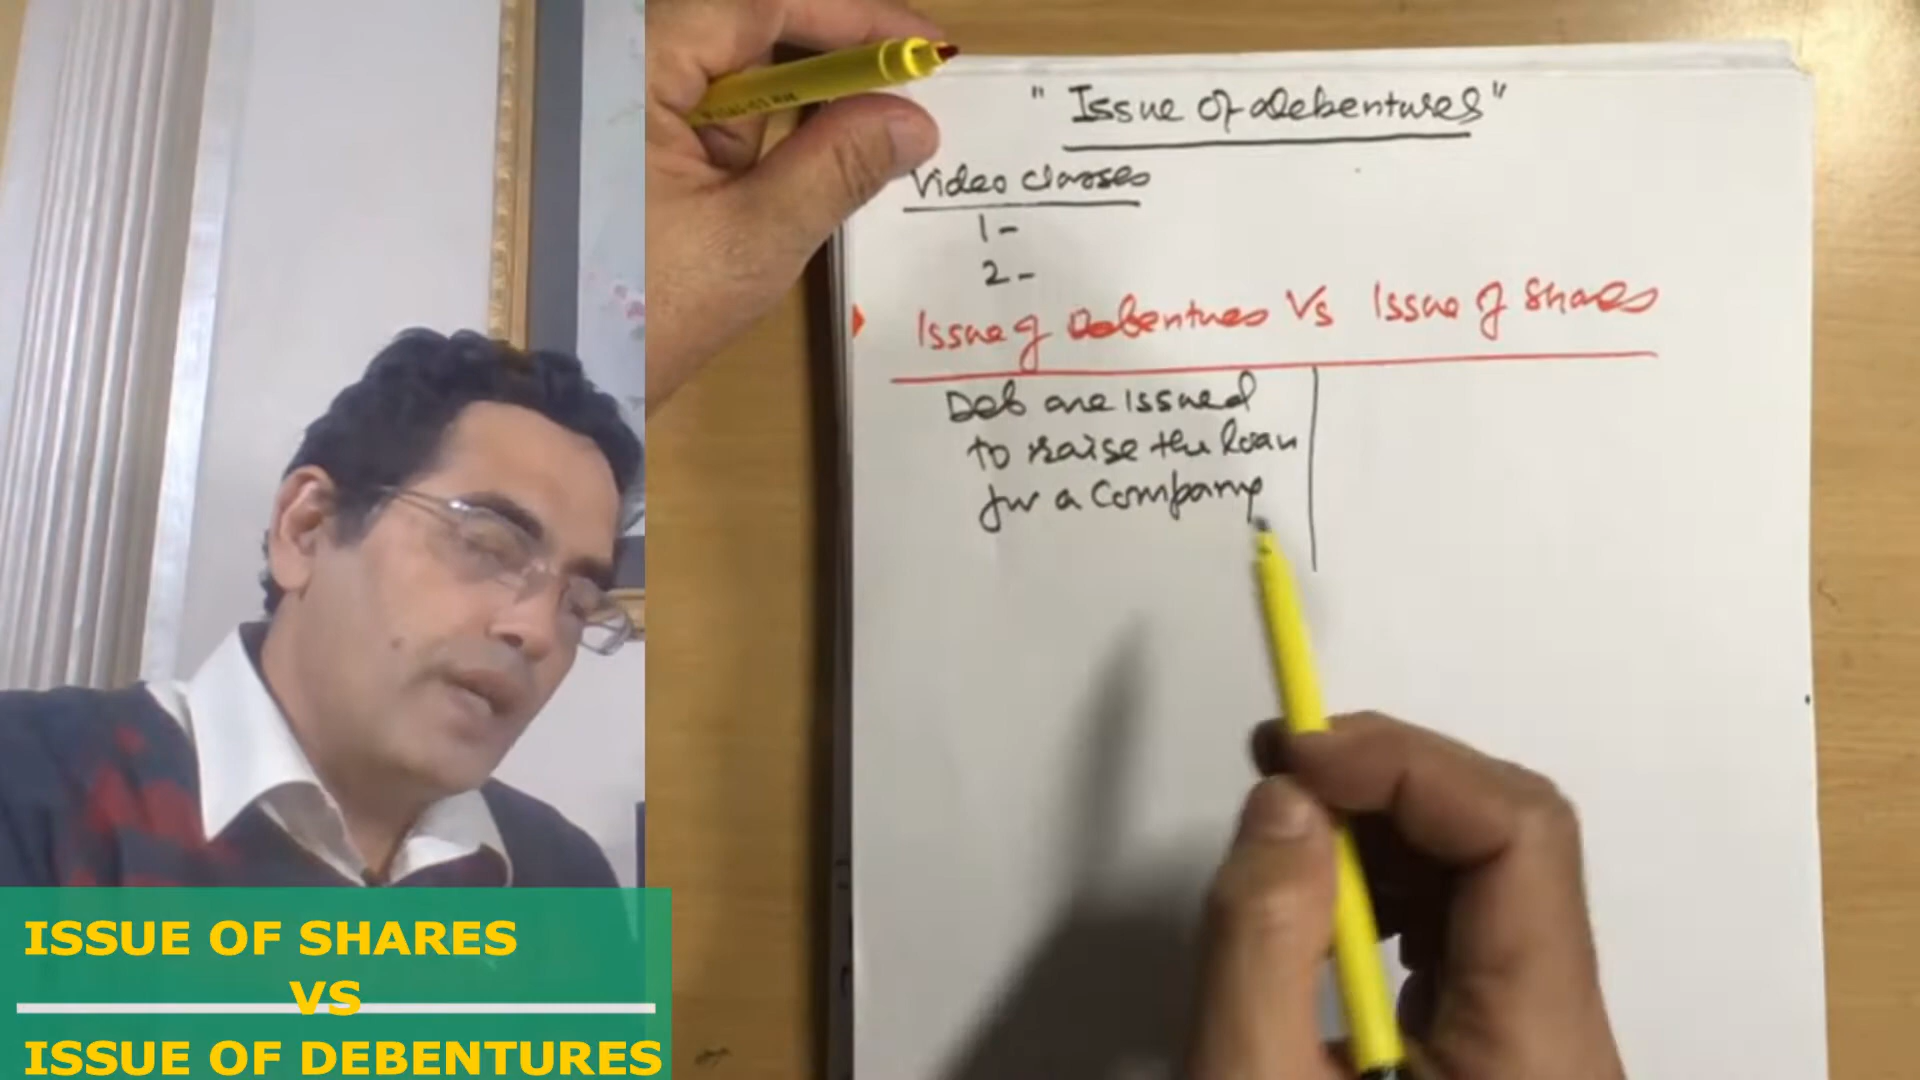 "Issue Of Debentures"
Video classes
1-
2-
Issue of Debentures Vs Issue of Shares
Deb are issued
to raise the loan
for a Company
ISSUE OF SHARES
VS
ISSUE OF DEBENTURES